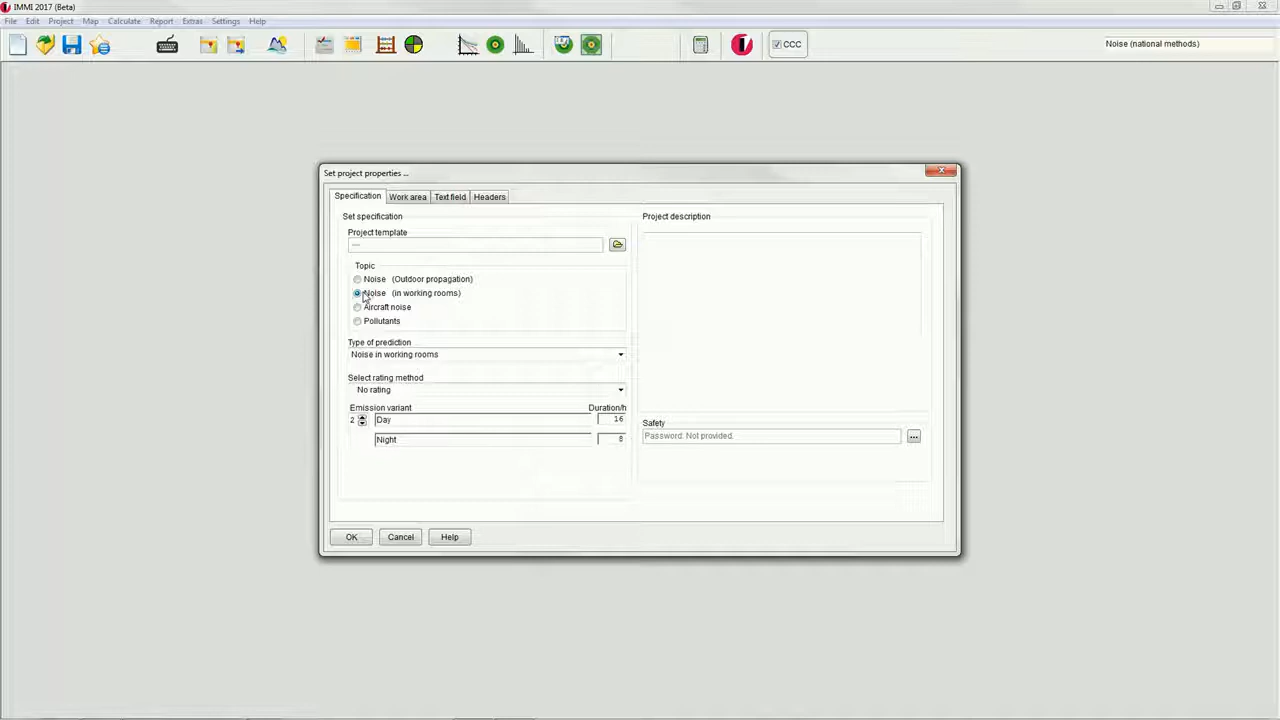 IMMI 2017 (Beta)
File Edit Project Map Calculate Report Extras Settings Help
CCC
Noise (national methods)
Set project properties ...
Specification Work area Text field Headers
Set specification
Project description
Project template
---
Topic
Noise (Outdoor propagation)
Noise (in working rooms)
Aircraft noise
Pollutants
Type of prediction
Noise in working rooms
Select rating method
No rating
Emission variant Duration/h
2 Day 16
Night 8
Safety
Password: Not provided.
...
OK Cancel Help